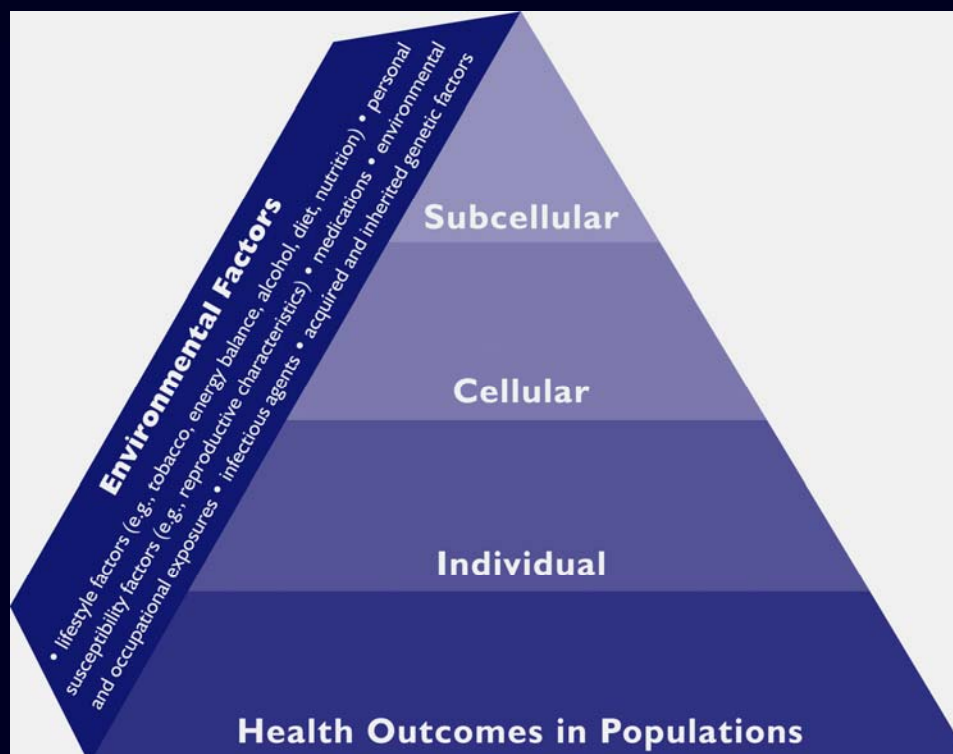 Environmental Factors
• lifestyle factors (e.g., tobacco, energy balance, alcohol, diet, nutrition) • personal
susceptibility factors (e.g., reproductive characteristics) • medications • environmental
and occupational exposures • infectious agents • acquired and inherited genetic factors
Subcellular
Cellular
Individual
Health Outcomes in Populations